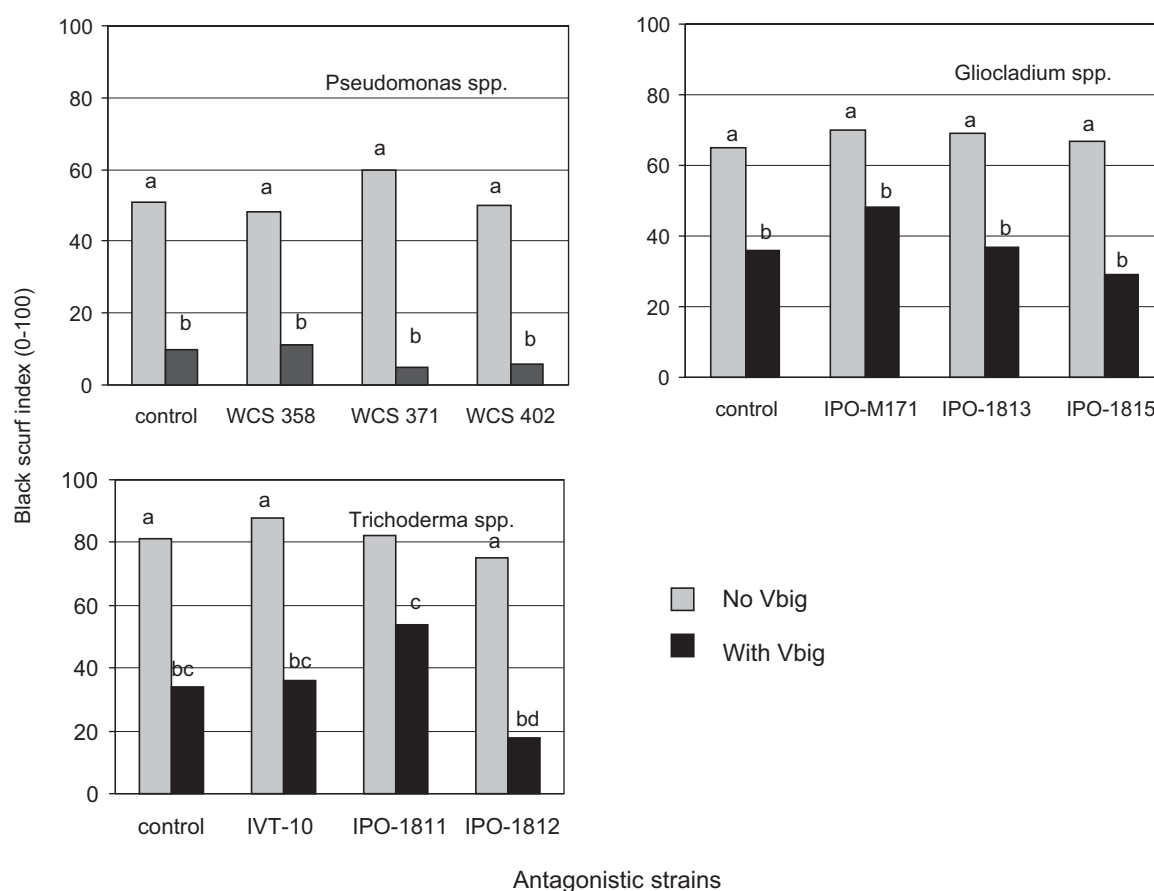 Black scurf index (0-100)
100
80
60
40
20
0
Pseudomonas spp.
a
a
a
a
b
b
b
b
control WCS 358 WCS 371 WCS 402
100
80
60
40
20
0
Gliocladium spp.
a
a
a
a
b
b
b
b
control IPO-M171 IPO-1813 IPO-1815
100
80
60
40
20
0
Trichoderma spp.
a
a
a
bc
bc
c
bd
control IVT-10 IPO-1811 IPO-1812
No Vbig
With Vbig
Antagonistic strains